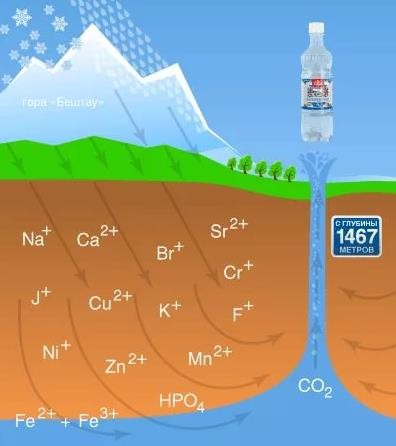 гора «Бештау»
С ГЛУБИНЫ
1467
МЕТРОВ
Na+ Ca2+ Br+ Sr2+
Cr+
J+ Cu2+ K+ F+
Ni+ Zn2+ Mn2+
HPO4 CO2
Fe2+ + Fe3+